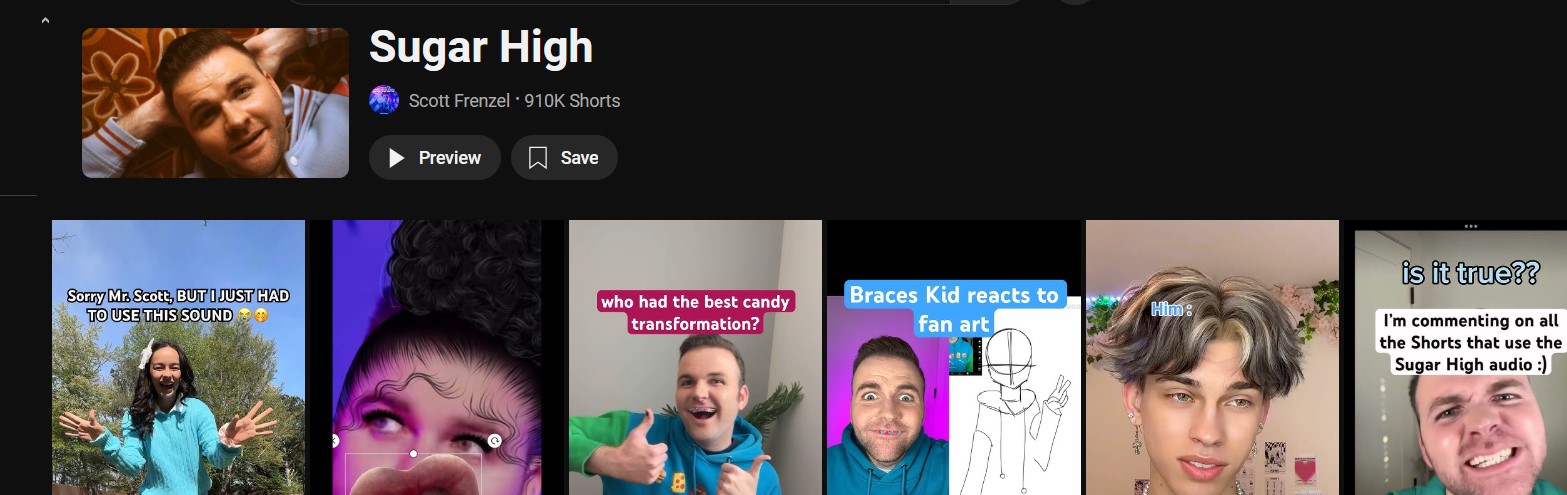 Sugar High
Scott Frenzel • 910K Shorts
Preview
Save
Sorry Mr. Scott, BUT I JUST HAD
TO USE THIS SOUND 😭🤭
who had the best candy
transformation?
Braces Kid reacts to
fan art
Him :
is it true??
I'm commenting on all
the Shorts that use the
Sugar High audio :)